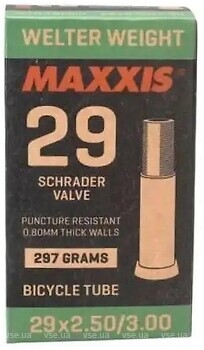 WELTER WEIGHT
MAXXIS
29
SCHRADER
VALVE
PUNCTURE RESISTANT
0.80MM THICK WALLS
297 GRAMS
BICYCLE TUBE
29x2.50/3.00